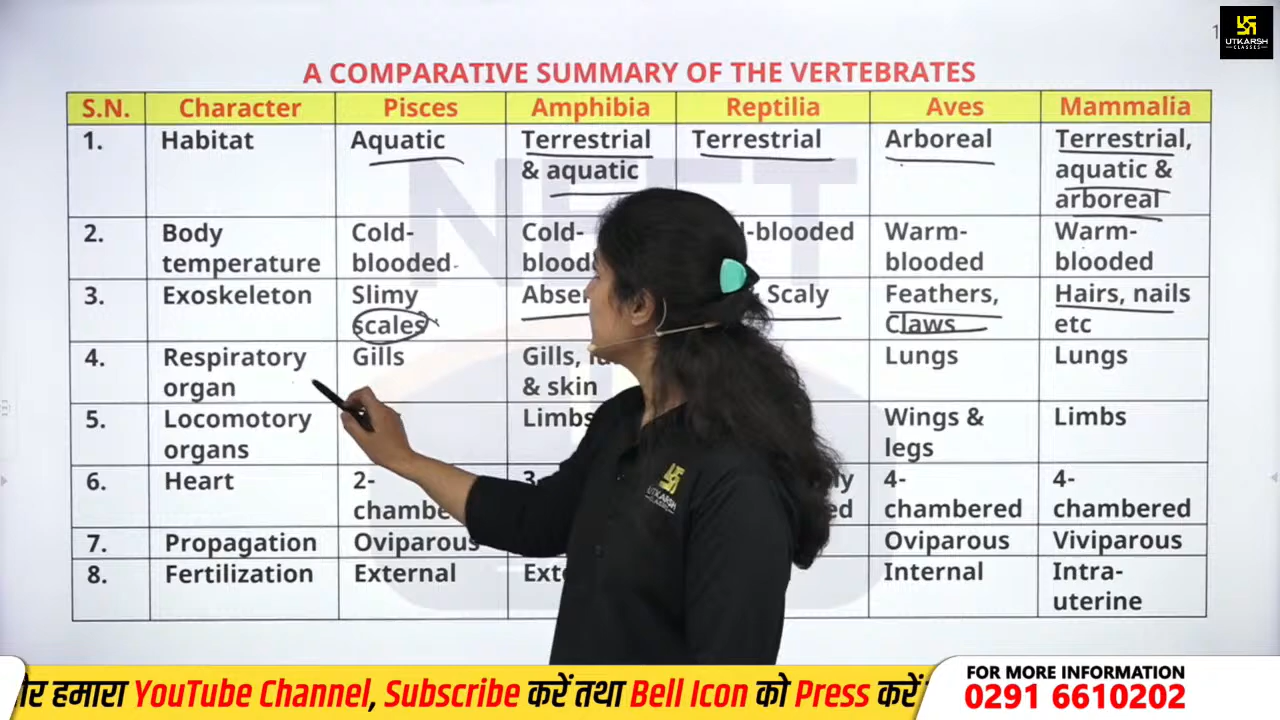 UTKARSH
CLASSES
A COMPARATIVE SUMMARY OF THE VERTEBRATES
S.N. Character Pisces Amphibia Reptilia Aves Mammalia
1. Habitat Aquatic Terrestrial Terrestrial Arboreal Terrestrial,
& aquatic aquatic &
arboreal
2. Body Cold- Cold- -blooded Warm- Warm-
temperature blooded blooded blooded
3. Exoskeleton Slimy Scaly Feathers, Hairs, nails
scales Claws etc
4. Respiratory Gills Gills, Lungs Lungs
organ & skin
5. Locomotory Limbs Wings & Limbs
organs legs
6. Heart 2- 4- 4-
chambered chambered
7. Propagation Oviparous Oviparous Viviparous
8. Fertilization External Internal Intra-
uterine
UTKARSH
CLASSES
हमारा YouTube Channel, Subscribe करें तथा Bell Icon को Press करें
FOR MORE INFORMATION
0291 6610202